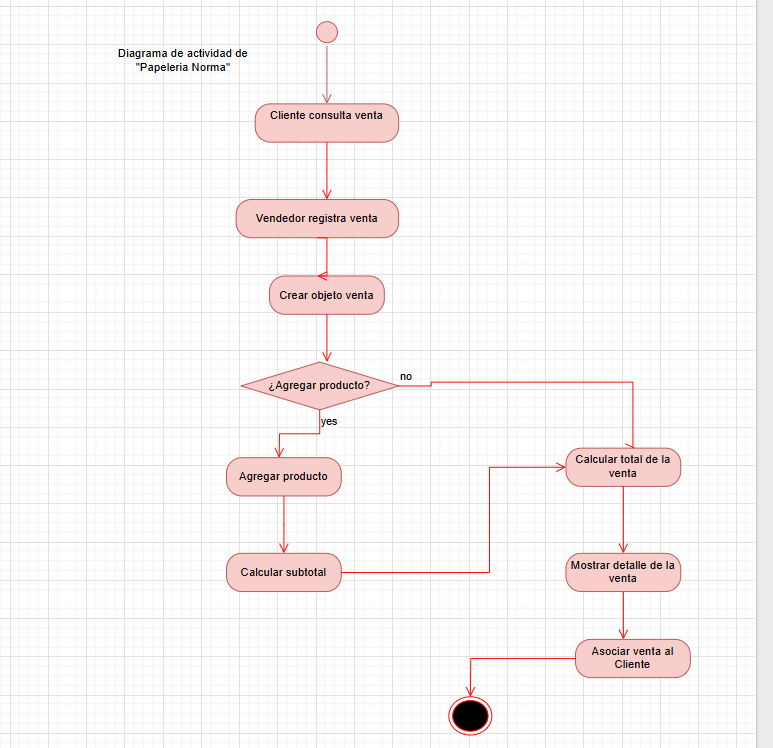 Diagrama de actividad de
"Papeleria Norma"
Cliente consulta venta
Vendedor registra venta
Crear objeto venta
¿Agregar producto?
no
yes
Agregar producto
Calcular total de la
venta
Calcular subtotal
Mostrar detalle de la
venta
Asociar venta al
Cliente